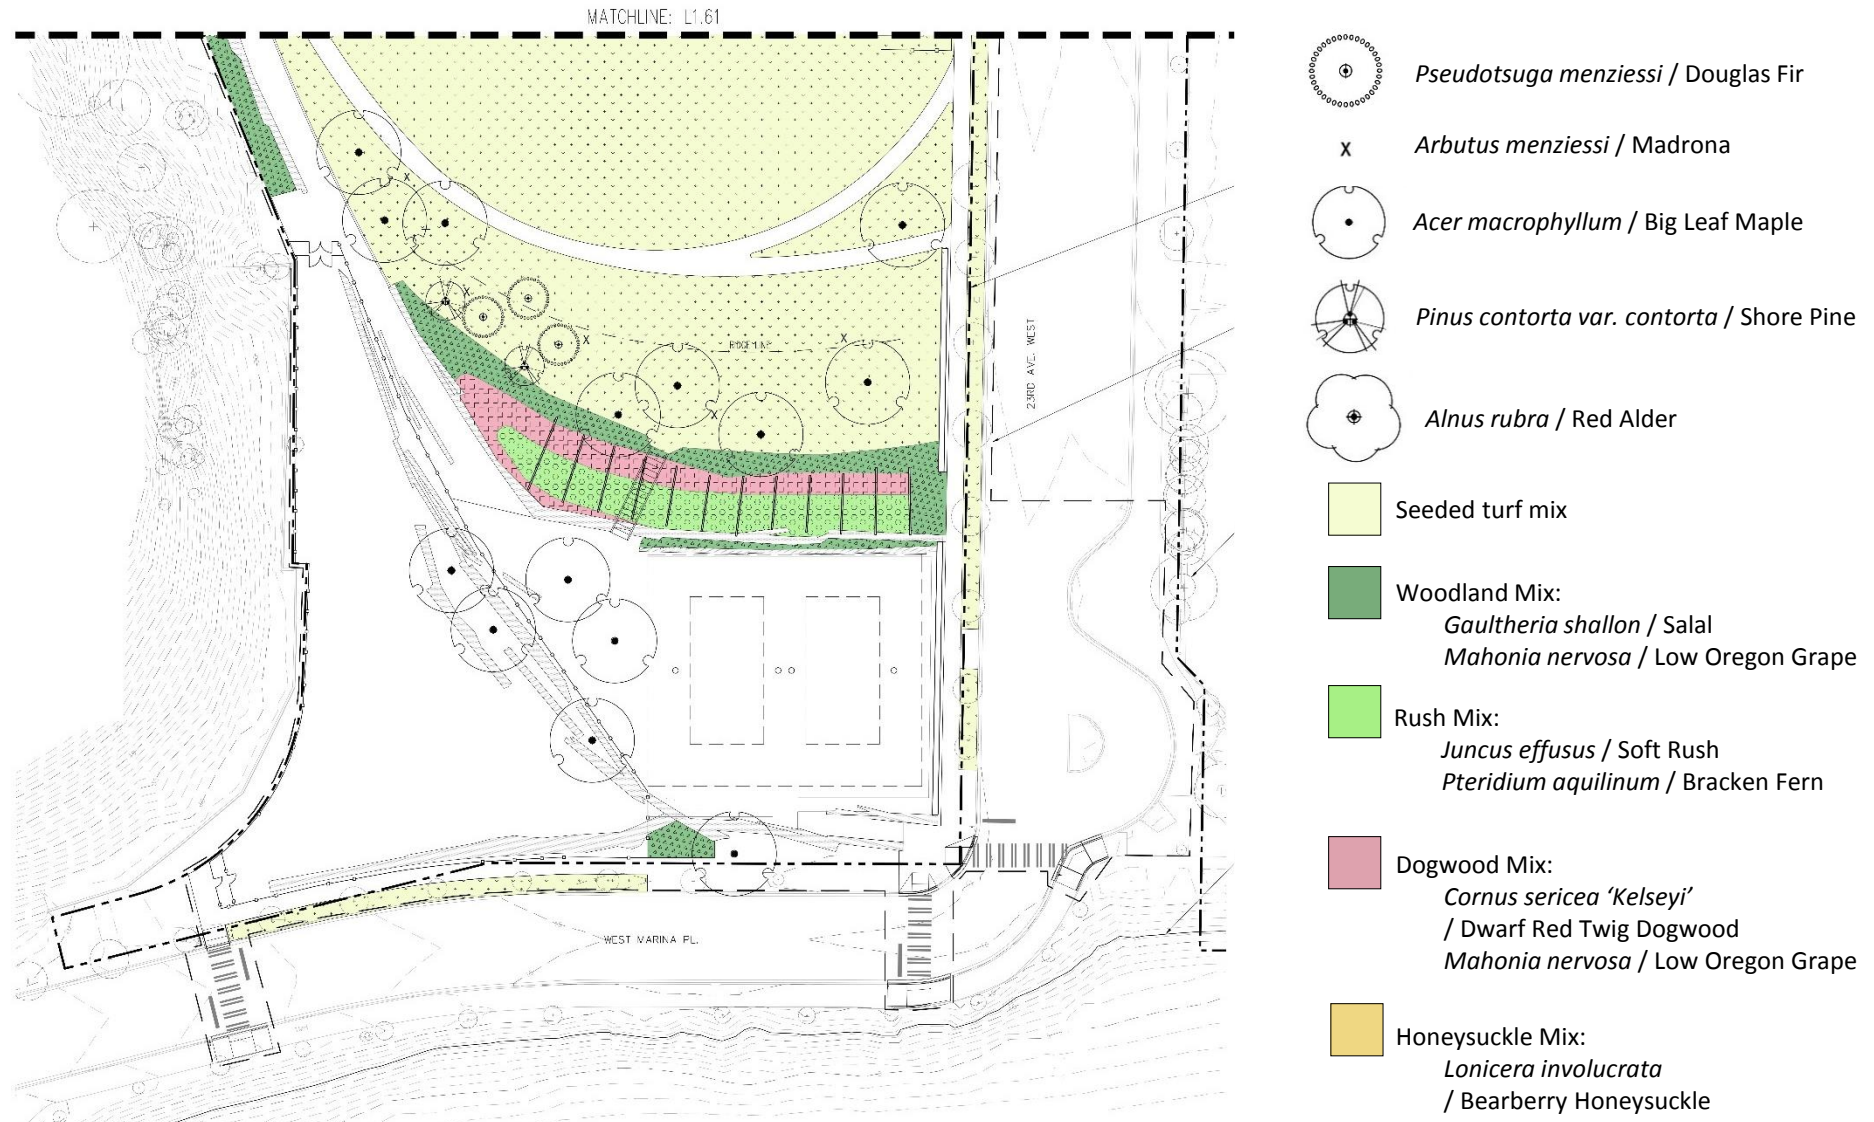 MATCHLINE: L1.61
RIDGE LINE
23RD AVE. WEST
WEST MARINA PL.
Pseudotsuga menziessi / Douglas Fir
X Arbutus menziessi / Madrona
Acer macrophyllum / Big Leaf Maple
Pinus contorta var. contorta / Shore Pine
Alnus rubra / Red Alder
Seeded turf mix
Woodland Mix:
Gaultheria shallon / Salal
Mahonia nervosa / Low Oregon Grape
Rush Mix:
Juncus effusus / Soft Rush
Pteridium aquilinum / Bracken Fern
Dogwood Mix:
Cornus sericea ‘Kelseyi’
/ Dwarf Red Twig Dogwood
Mahonia nervosa / Low Oregon Grape
Honeysuckle Mix:
Lonicera involucrata
/ Bearberry Honeysuckle